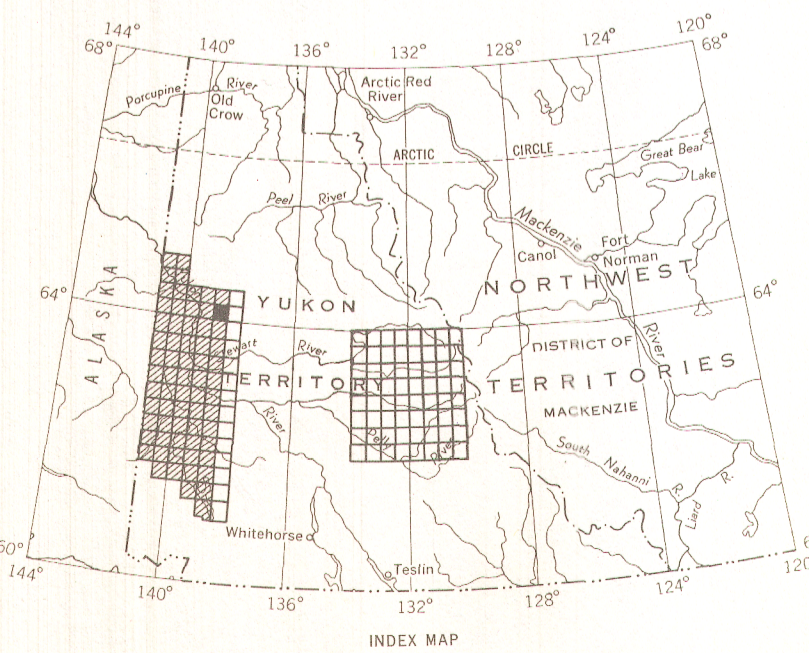 144° 140° 136° 132° 128° 124° 120°
68° 68°
Porcupine River
Old
Crow
Arctic Red
River
ARCTIC CIRCLE
Great Bear
Lake
Peel River
Mackenzie
Canol
Fort
Norman
NORTHWEST
64° 64°
ALASKA
YUKON
River
DISTRICT OF
River
TERRITORY
TERRITORIES
MACKENZIE
River
Pelly
River
South Nahanni R.
Liard R.
Whitehorse
Teslin
144° 140° 136° 132° 128° 124°
INDEX MAP